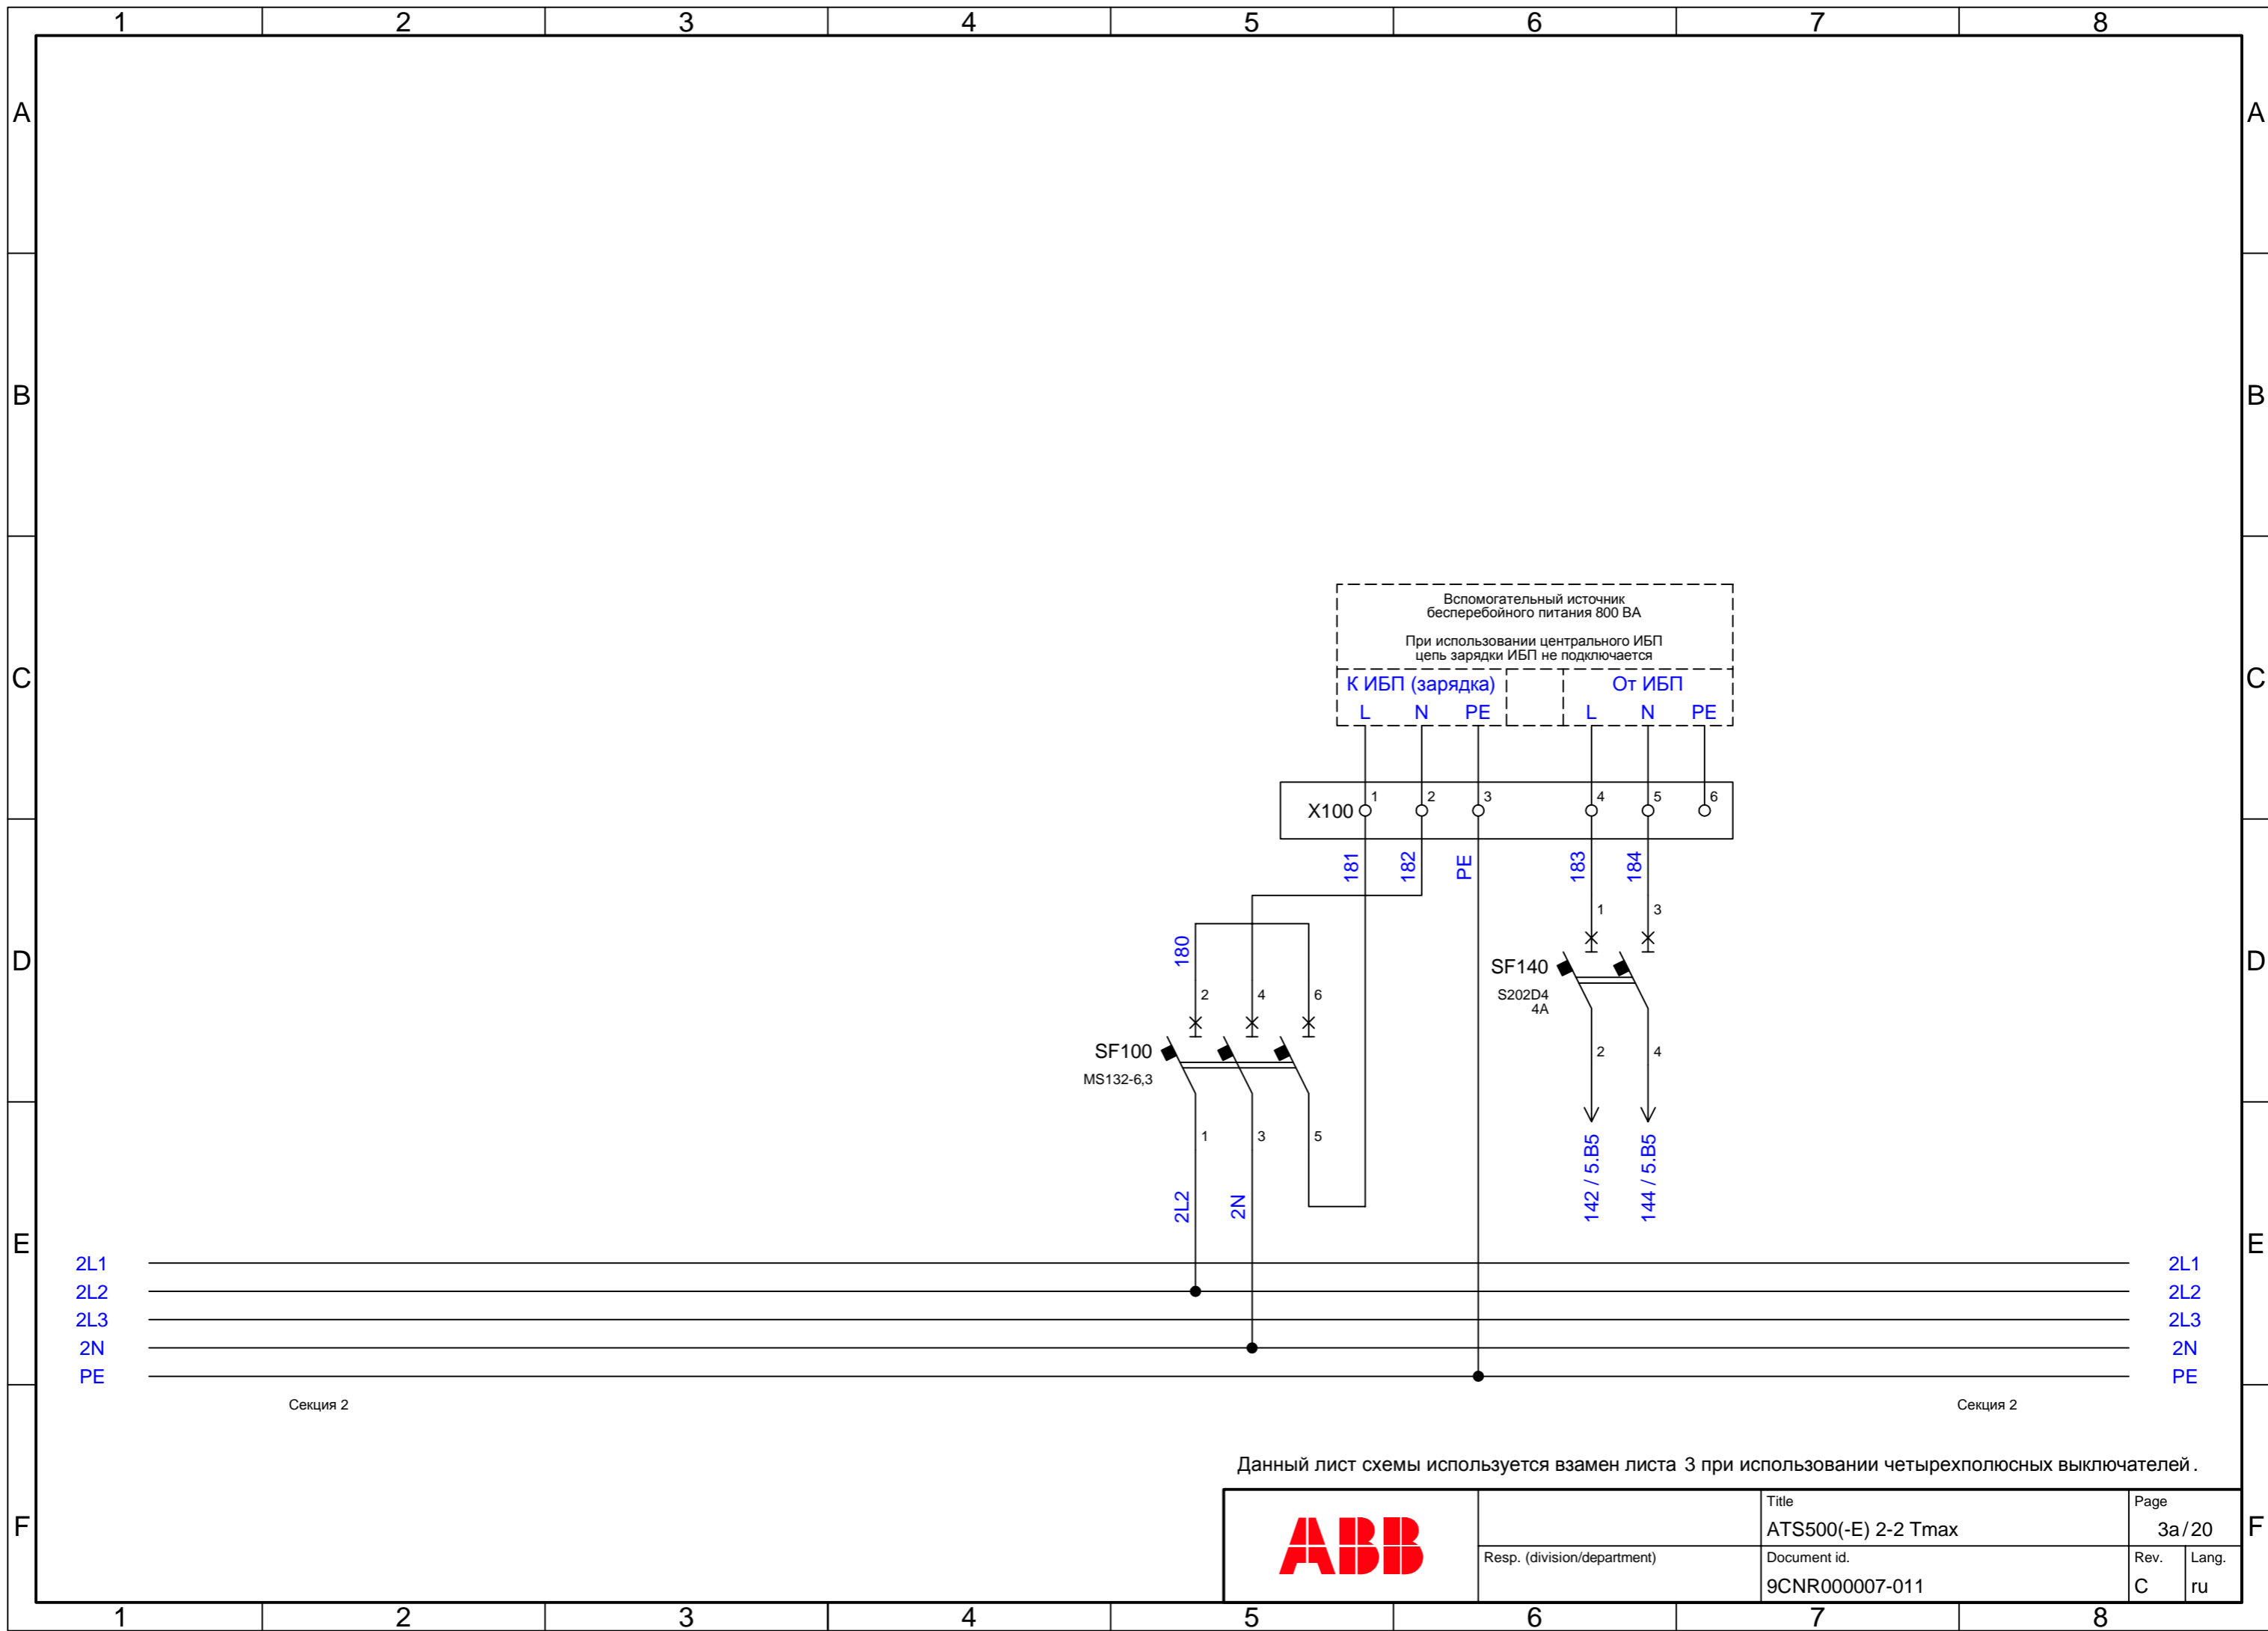 1 2 3 4 5 6 7 8
A A
B B
Вспомогательный источник
бесперебойного питания 800 ВА
При использовании центрального ИБП
цепь зарядки ИБП не подключается
C C
К ИБП (зарядка) От ИБП
L N PE L N PE
X100 1 2 3 4 5 6
181 182 PE 183 184
1 3
180
D D
SF140
S202D4
4A
2 4 6
SF100
MS132-6,3
2 4
1 3 5
2L2 2N 142 / 5.B5 144 / 5.B5
E E
2L1 2L1
2L2 2L2
2L3 2L3
2N 2N
PE PE
Секция 2 Секция 2
Данный лист схемы используется взамен листа 3 при использовании четырехполюсных выключателей.
F F
ABB
Title Page
ATS500(-E) 2-2 Tmax 3a/20
Resp. (division/department) Document id. Rev. Lang.
9CNR000007-011 C ru
1 2 3 4 5 6 7 8